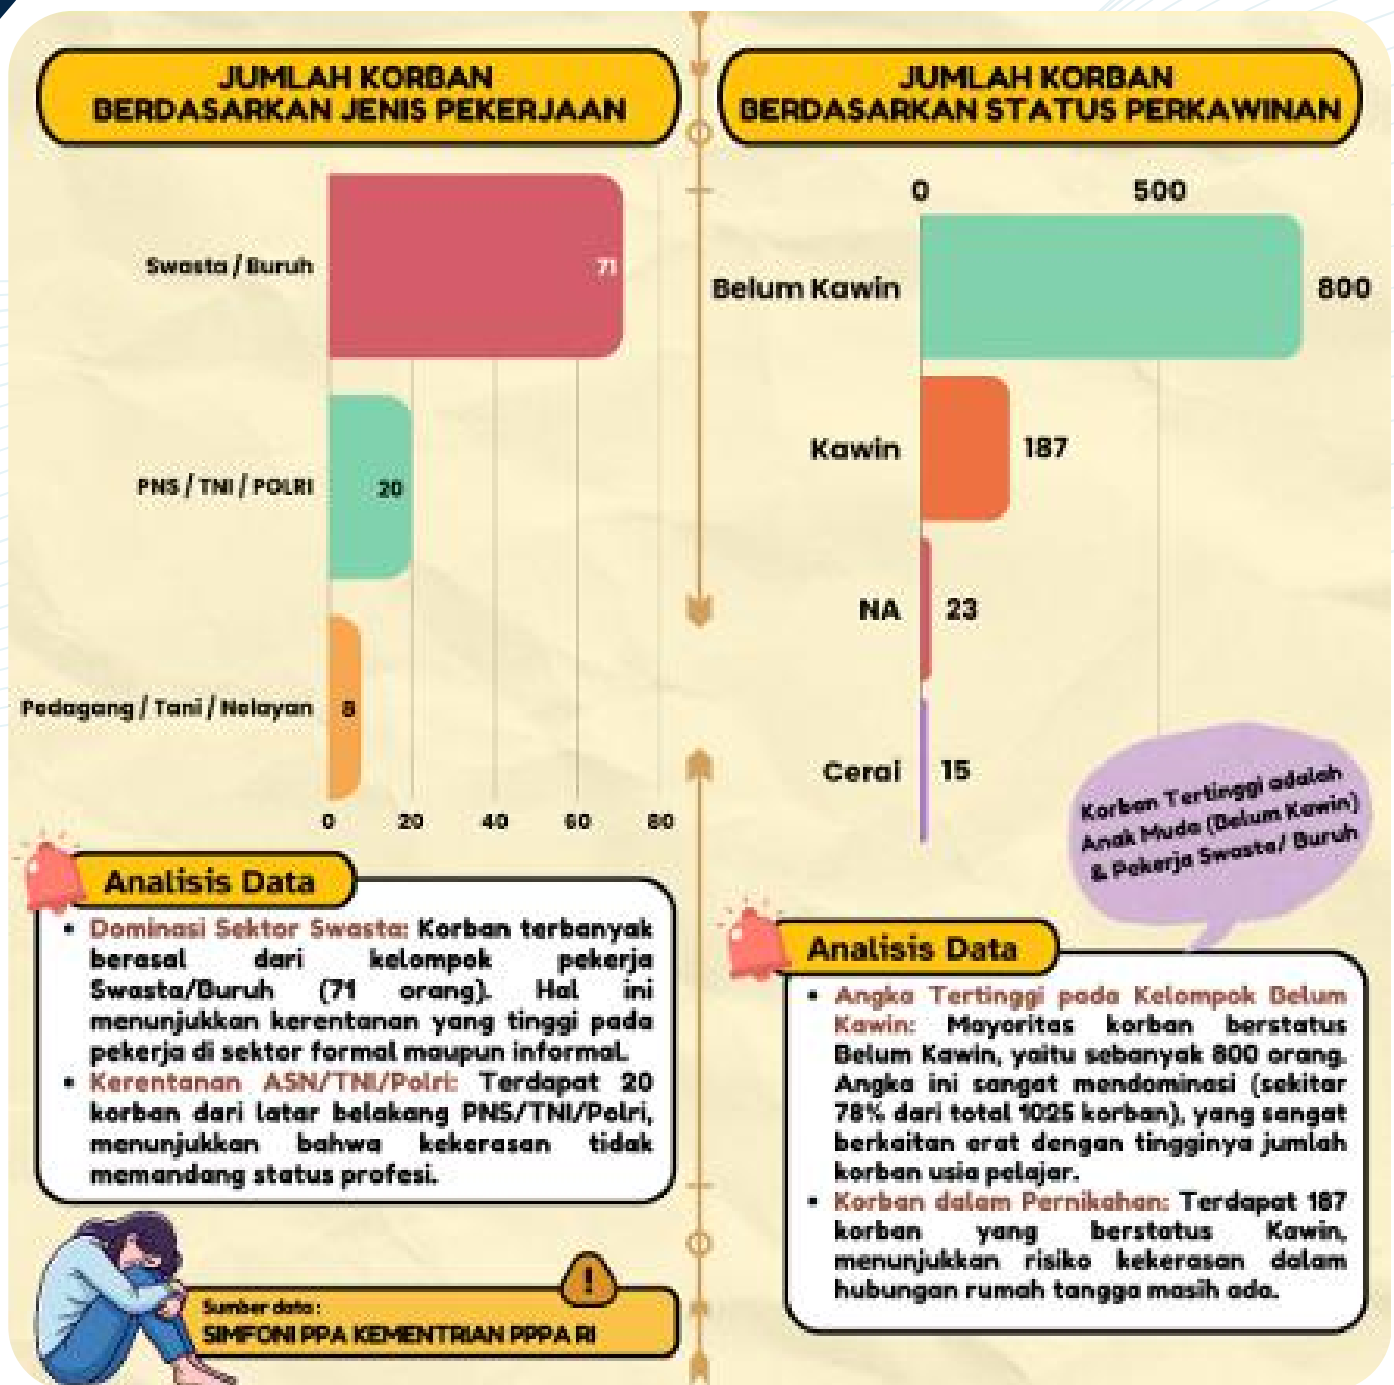 JUMLAH KORBAN
BERDASARKAN JENIS PEKERJAAN
Swasta / Buruh
71
PNS / TNI / POLRI
20
Pedagang / Tani / Nelayan
8
0 20 40 60 80
Analisis Data
• Dominasi Sektor Swasta: Korban terbanyak
berasal dari kelompok pekerja
Swasta/Buruh (71 orang). Hal ini
menunjukkan kerentanan yang tinggi pada
pekerja di sektor formal maupun informal.
• Kerentanan ASN/TNI/Polri: Terdapat 20
korban dari latar belakang PNS/TNI/Polri,
menunjukkan bahwa kekerasan tidak
memandang status profesi.
Sumber data :
SIMFONI PPA KEMENTRIAN PPPA RI
JUMLAH KORBAN
BERDASARKAN STATUS PERKAWINAN
0 500
Belum Kawin 800
Kawin 187
NA 23
Cerai 15
Korban Tertinggi adalah
Anak Muda (Belum Kawin)
& Pekerja Swasta/ Buruh
Analisis Data
• Angka Tertinggi pada Kelompok Belum
Kawin: Mayoritas korban berstatus
Belum Kawin, yaitu sebanyak 800 orang.
Angka ini sangat mendominasi (sekitar
78% dari total 1025 korban), yang sangat
berkaitan erat dengan tingginya jumlah
korban usia pelajar.
• Korban dalam Pernikahan: Terdapat 187
korban yang berstatus Kawin,
menunjukkan risiko kekerasan dalam
hubungan rumah tangga masih ada.